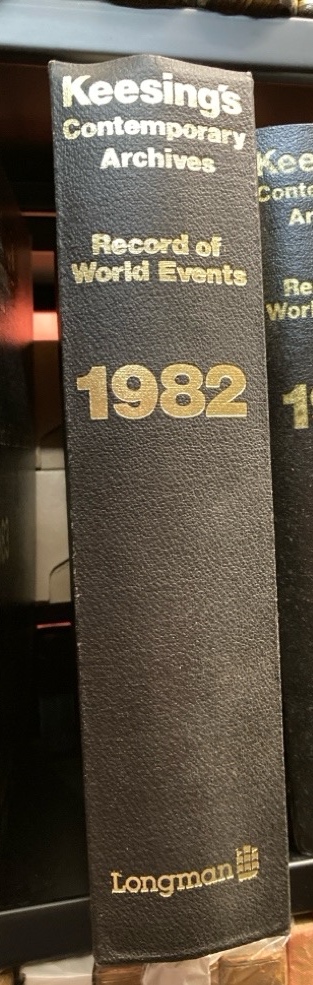 Keesing's
Contemporary
Archives
Record of
World Events
1982
Longman